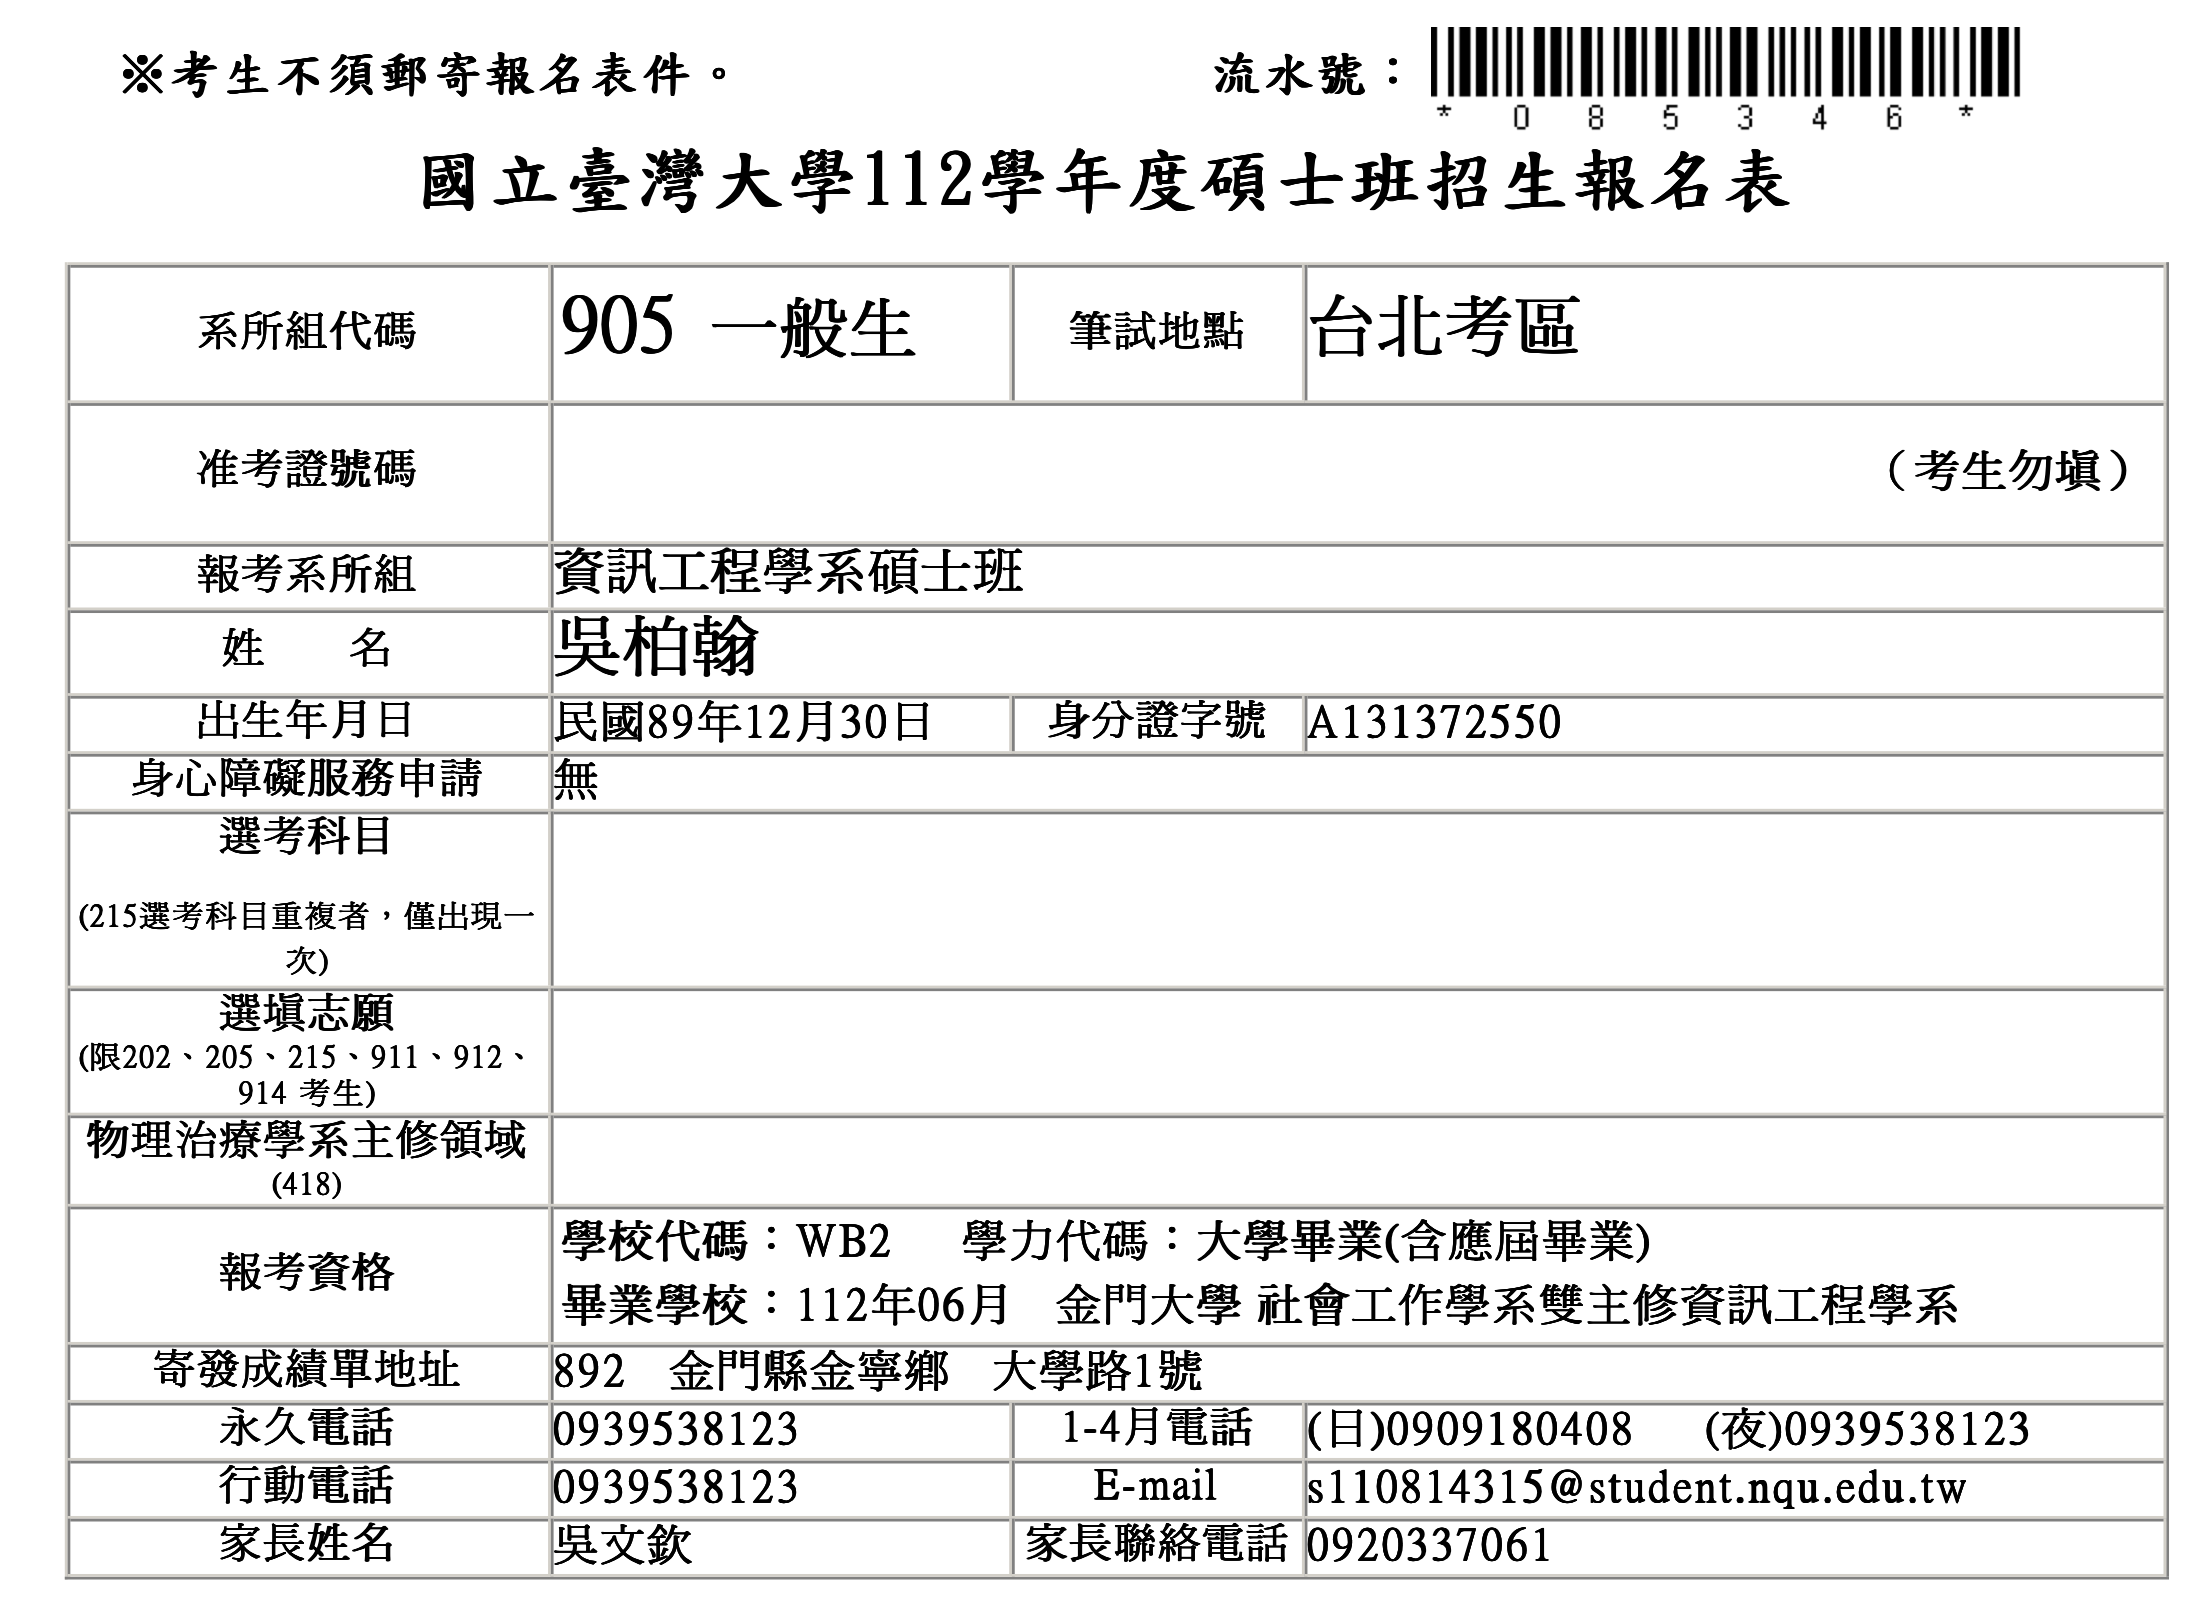 ※考生不須郵寄報名表件。
流水號：
*085346*
國立臺灣大學112學年度碩士班招生報名表
系所組代碼 905 一般生 筆試地點 台北考區
准考證號碼 （考生勿填）
報考系所組 資訊工程學系碩士班
姓 名 吳柏翰
出生年月日 民國89年12月30日 身分證字號 A131372550
身心障礙服務申請 無
選考科目
(215選考科目重複者，僅出現一
次)
選填志願
(限202、205、215、911、912、
914 考生)
物理治療學系主修領域
(418)
報考資格
學校代碼：WB2 學力代碼：大學畢業(含應屆畢業)
畢業學校：112年06月 金門大學 社會工作學系雙主修資訊工程學系
寄發成績單地址 892 金門縣金寧鄉 大學路1號
永久電話 0939538123 1-4月電話 (日)0909180408 (夜)0939538123
行動電話 0939538123 E-mail s110814315@student.nqu.edu.tw
家長姓名 吳文欽 家長聯絡電話 0920337061